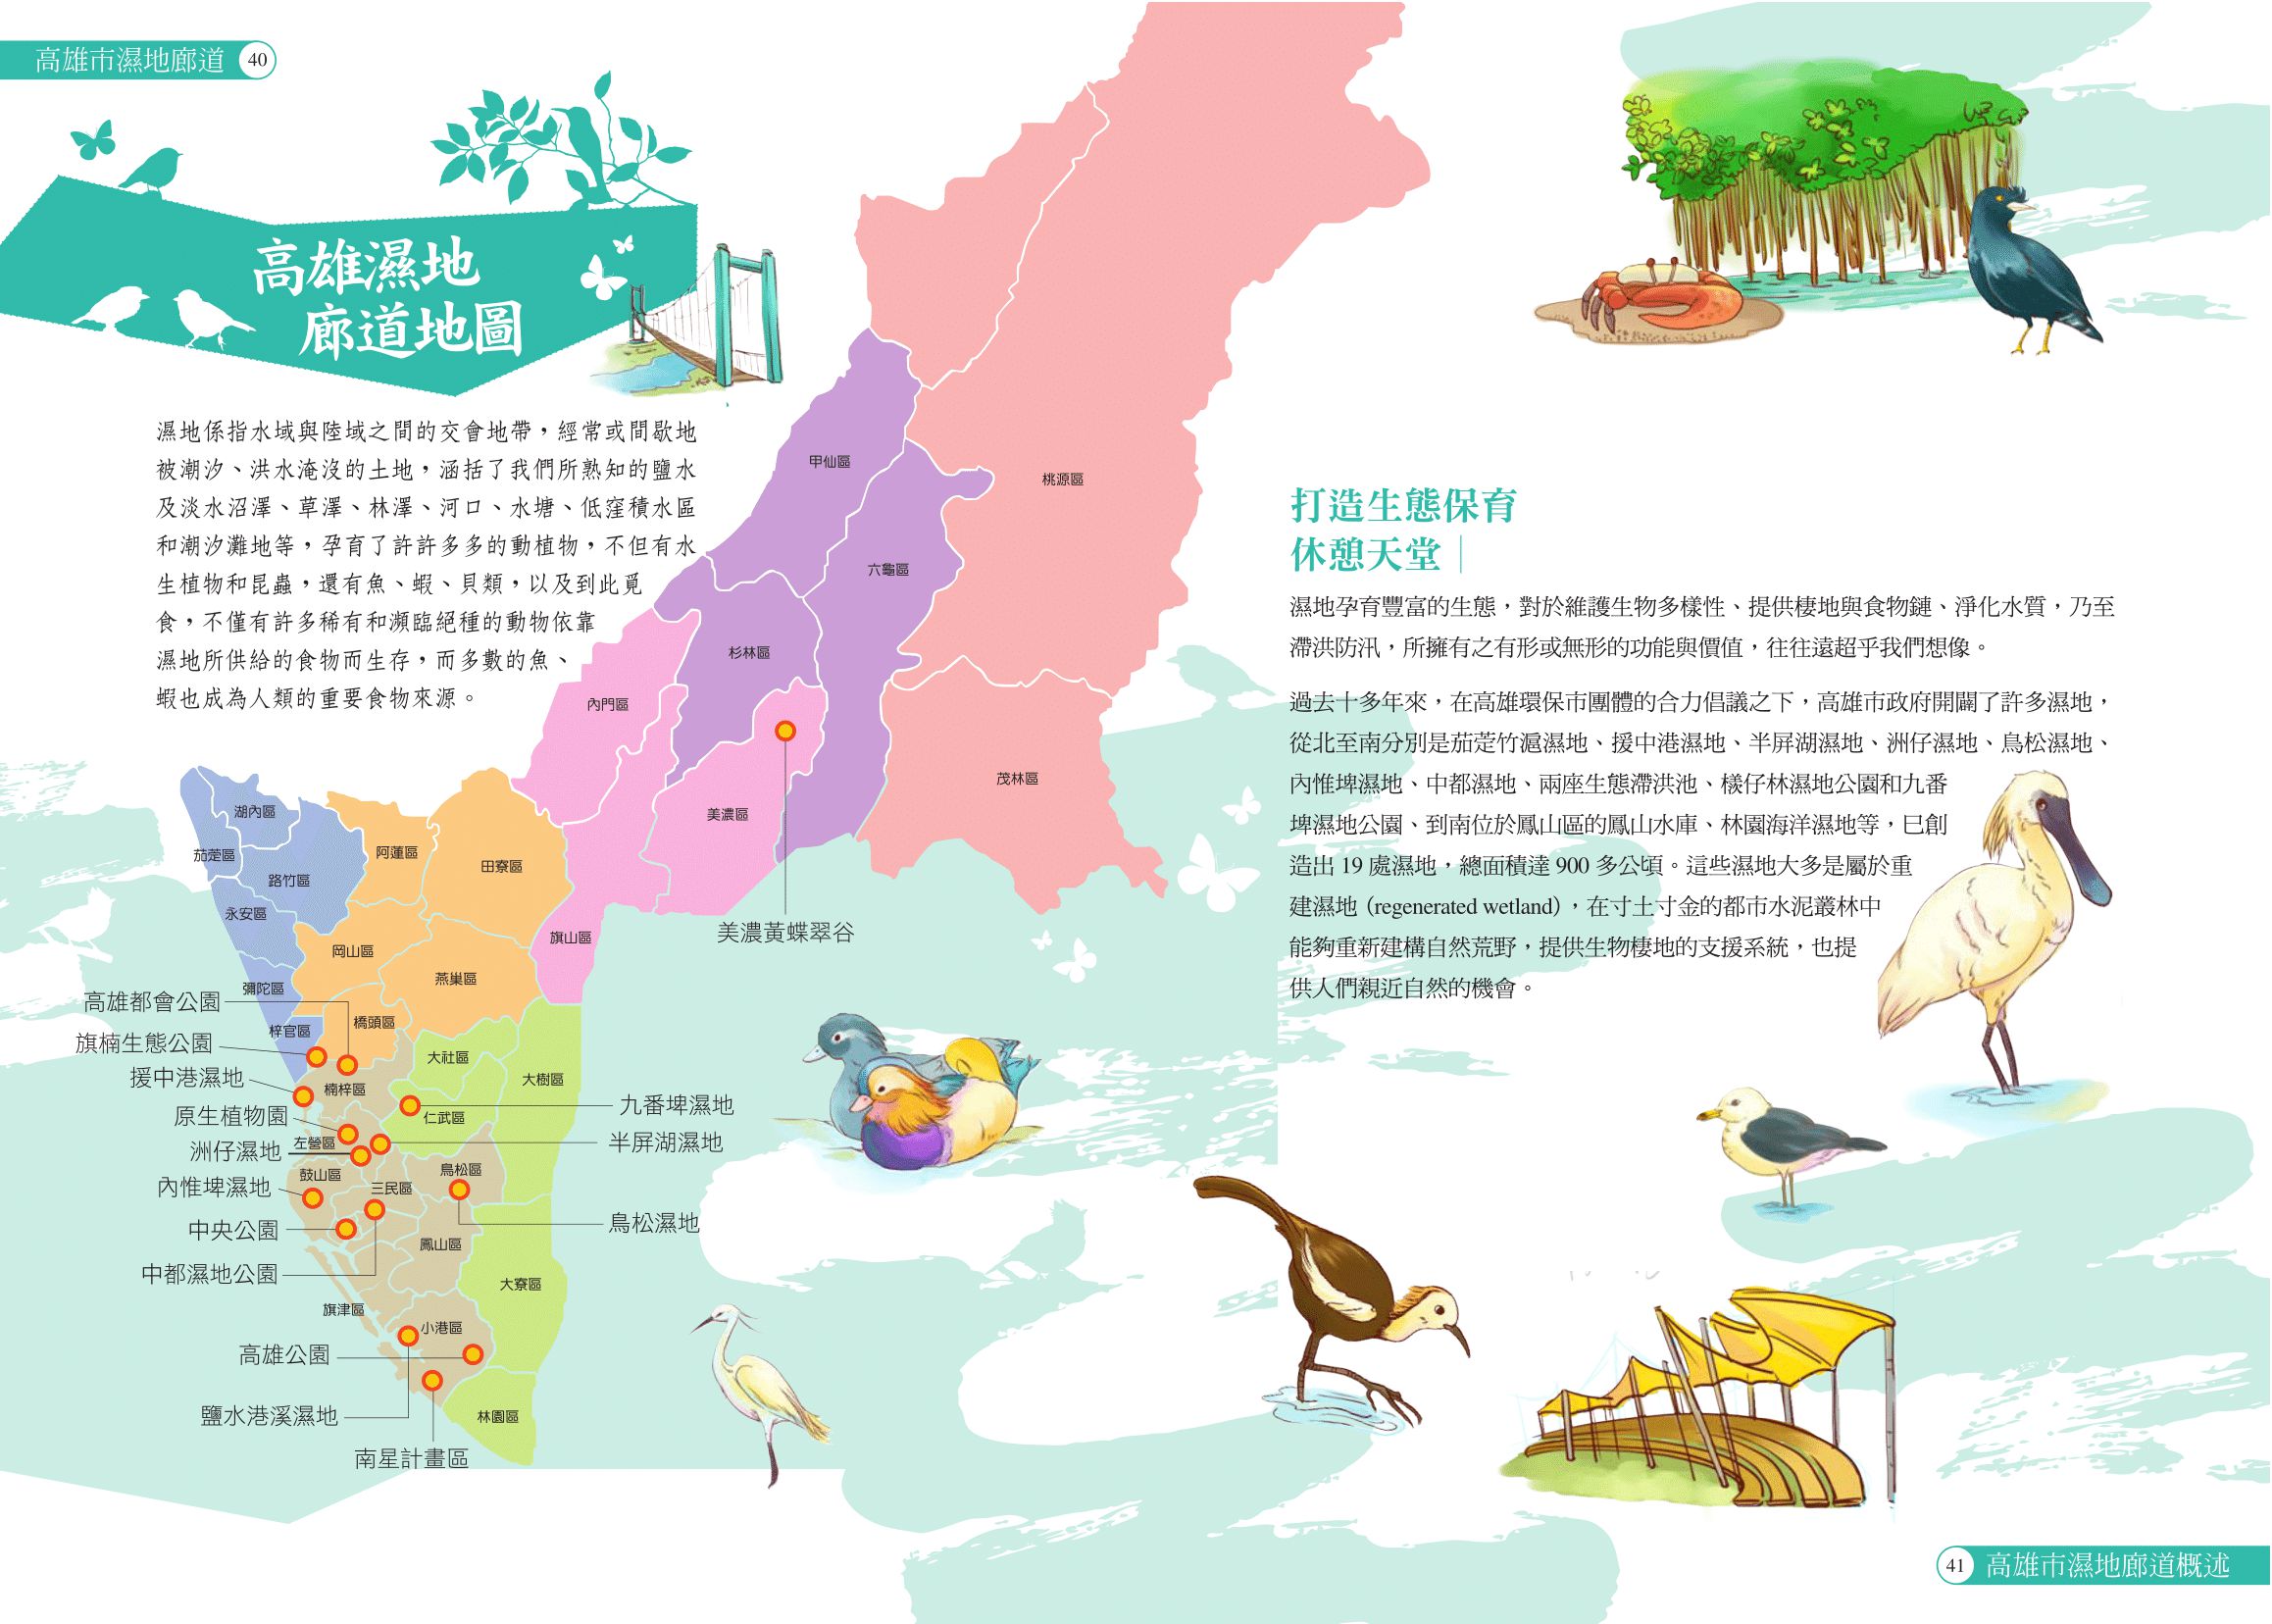 高雄市濕地廊道 40
高雄濕地
廊道地圖
濕地係指水域與陸域之間的交會地帶，經常或間歇地
被潮汐、洪水淹沒的土地，涵括了我們所熟知的鹽水
及淡水沼澤、草澤、林澤、河口、水塘、低窪積水區
和潮汐灘地等，孕育了許許多多的動植物，不但有水
生植物和昆蟲，還有魚、蝦、貝類，以及到此覓
食，不僅有許多稀有和瀕臨絕種的動物依靠
濕地所供給的食物而生存，而多數的魚、
蝦也成為人類的重要食物來源。
桃源區
甲仙區
六龜區
杉林區
內門區
茂林區
美濃區
旗山區
美濃黃蝶翠谷
湖內區
茄萣區
路竹區
永安區
阿蓮區
田寮區
岡山區
燕巢區
彌陀區
梓官區
橋頭區
大社區
大樹區
楠梓區
仁武區
左營區
鼓山區
三民區
鳥松區
鳳山區
大寮區
旗津區
小港區
林園區
高雄都會公園
旗楠生態公園
援中港濕地
原生植物園
洲仔濕地
內惟埤濕地
中央公園
中都濕地公園
高雄公園
鹽水港溪濕地
南星計畫區
九番埤濕地
半屏湖濕地
鳥松濕地
打造生態保育
休憩天堂｜
濕地孕育豐富的生態，對於維護生物多樣性、提供棲地與食物鏈、淨化水質，乃至
滯洪防汛，所擁有之有形或無形的功能與價值，往往遠超乎我們想像。
過去十多年來，在高雄環保市團體的合力倡議之下，高雄市政府開闢了許多濕地，
從北至南分別是茄萣竹滬濕地、援中港濕地、半屏湖濕地、洲仔濕地、鳥松濕地、
內惟埤濕地、中都濕地、兩座生態滯洪池、檨仔林濕地公園和九番
埤濕地公園、到南位於鳳山區的鳳山水庫、林園海洋濕地等，已創
造出 19 處濕地，總面積達 900 多公頃。這些濕地大多是屬於重
建濕地（regenerated wetland），在寸土寸金的都市水泥叢林中
能夠重新建構自然荒野，提供生物棲地的支援系統，也提
供人們親近自然的機會。
41 高雄市濕地廊道概述